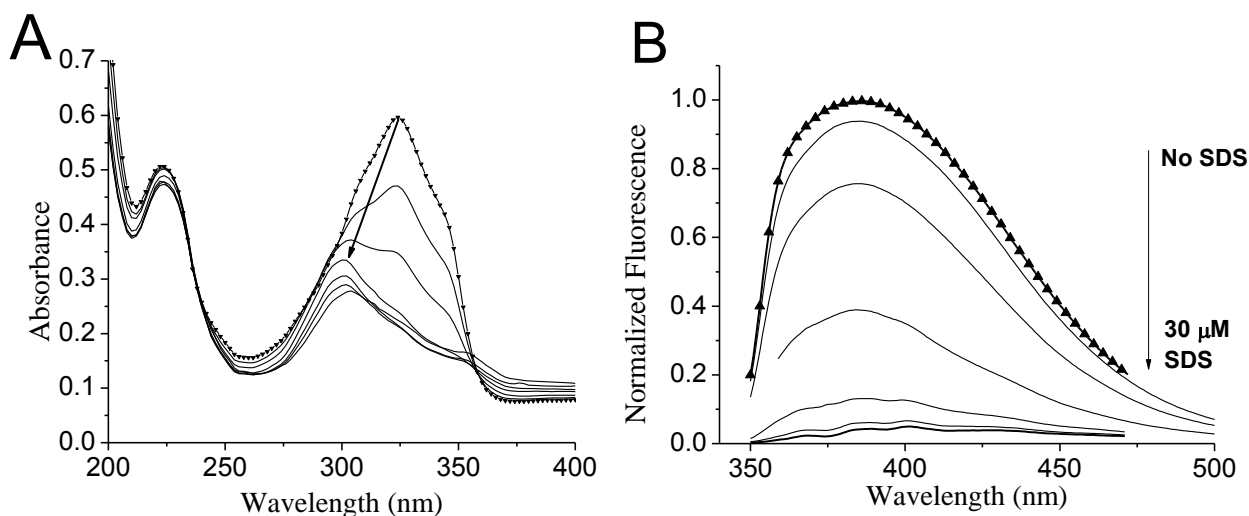 A
B
0.7
0.6
0.5
0.4
0.3
0.2
0.1
0.0
Absorbance
200 250 300 350 400
Wavelength (nm)
1.0
0.8
0.6
0.4
0.2
0.0
Normalized Fluorescence
No SDS
30 µM
SDS
350 400 450 500
Wavelength (nm)